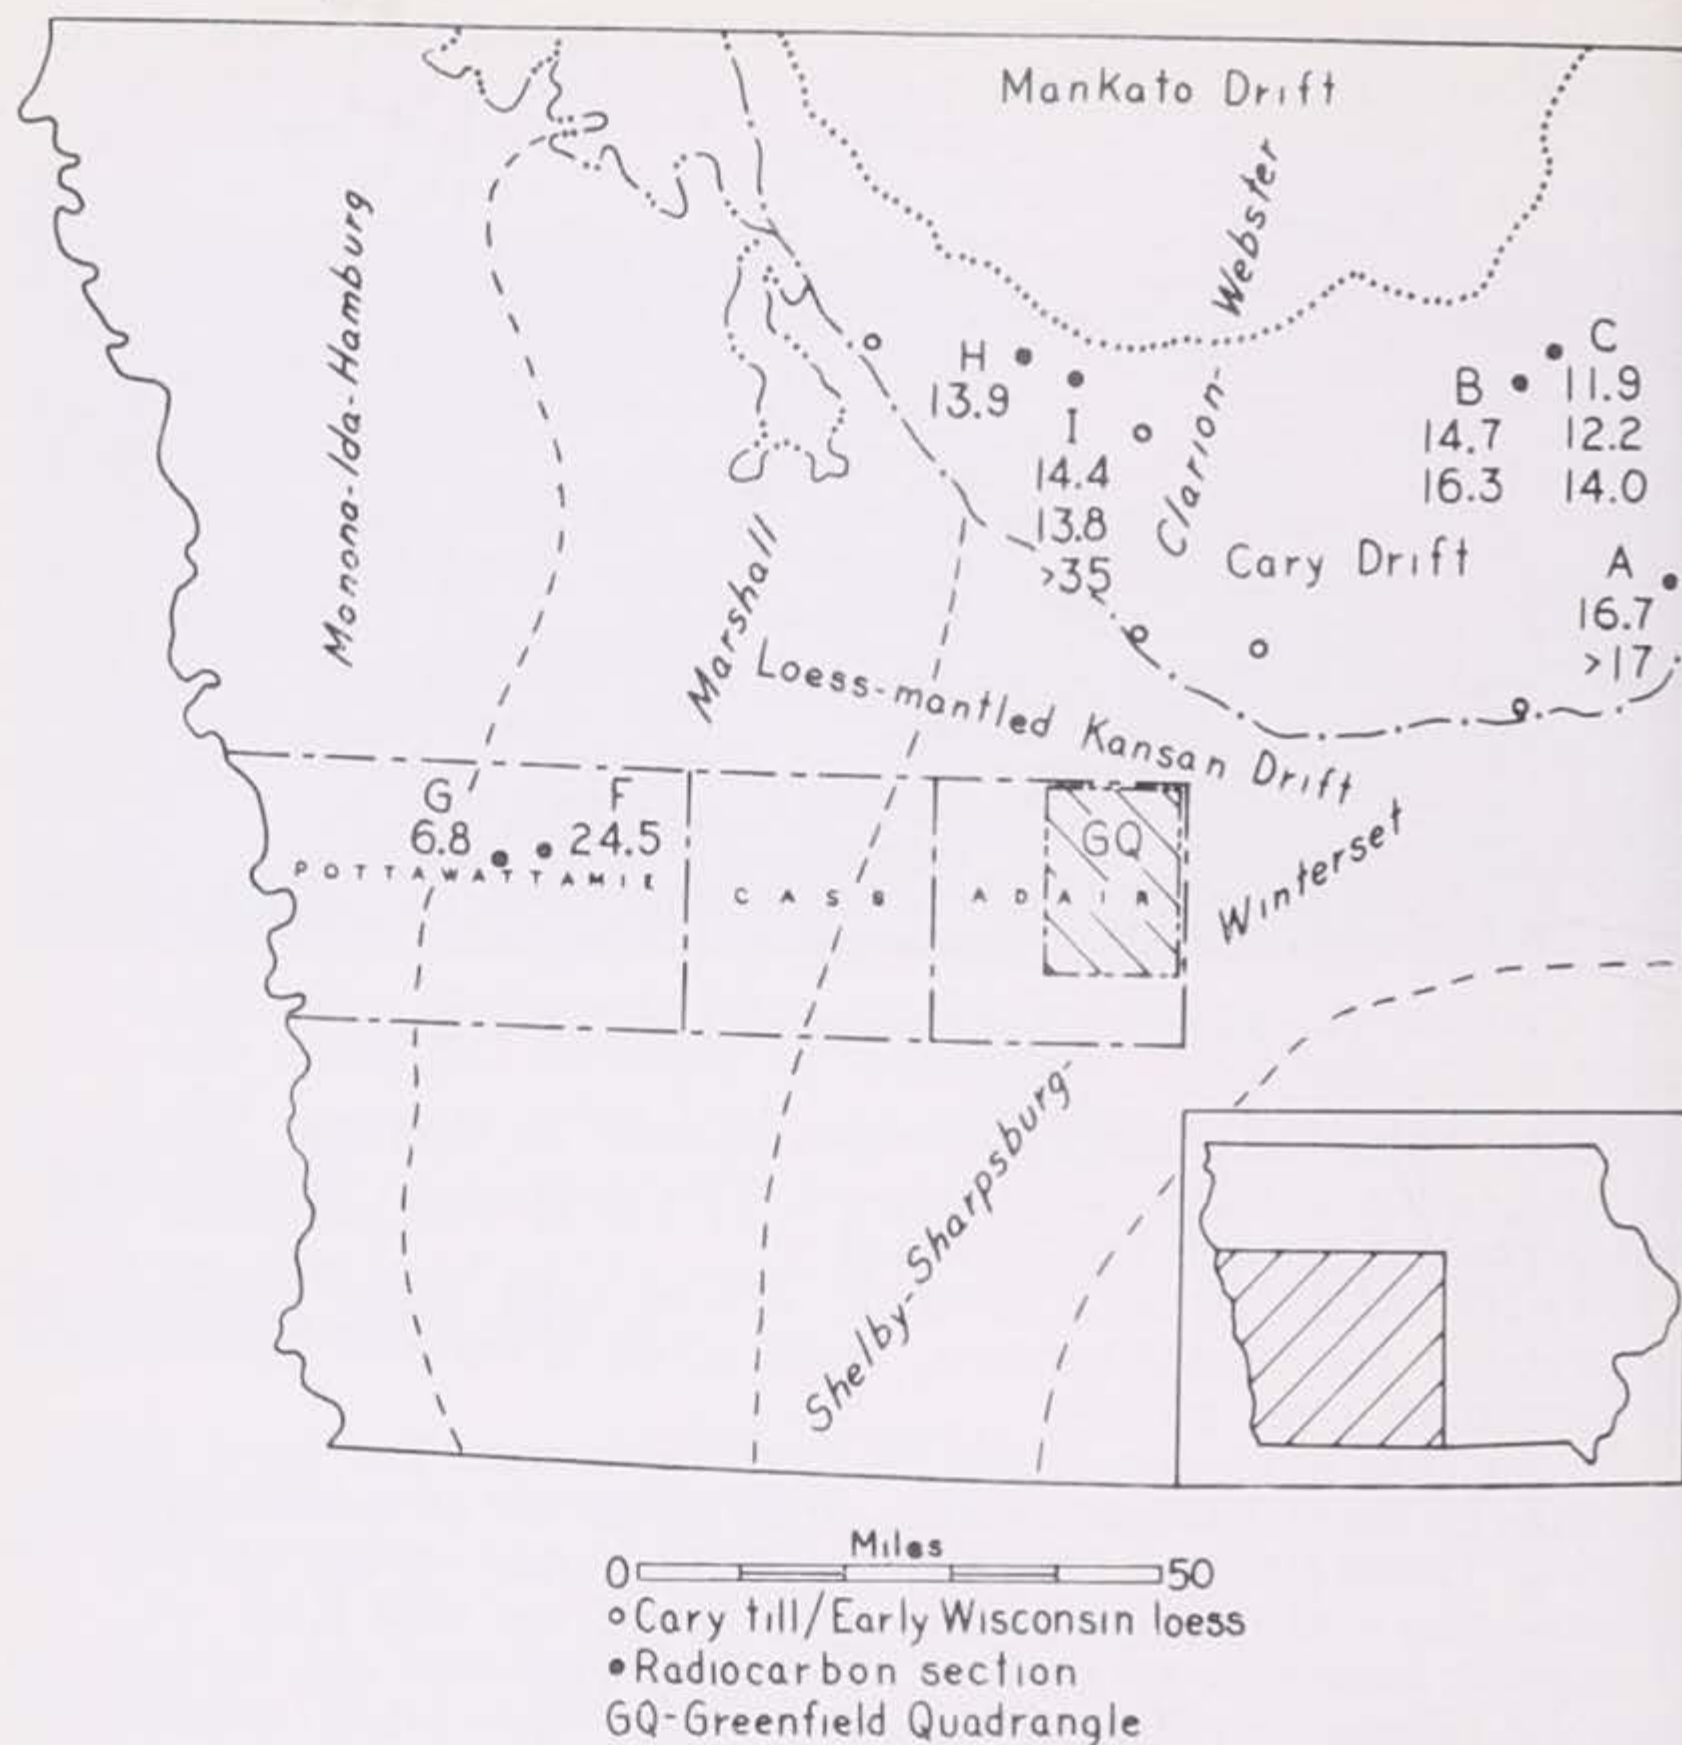 Mankato Drift
Monona-Ida-Hamburg
Clarion-Webster
H
13.9
I
14.4
13.8
>35
B
14.7
16.3
C
11.9
12.2
14.0
Cary Drift
A
16.7
>17
Marshall
Loess-mantled Kansan Drift
G
6.8
F
24.5
POTTAWATTAMIE
CASS
ADAIR
GQ
Winterset
Shelby-Sharpsburg-
Miles
0 50
Cary till/Early Wisconsin loess
Radiocarbon section
GQ-Greenfield Quadrangle